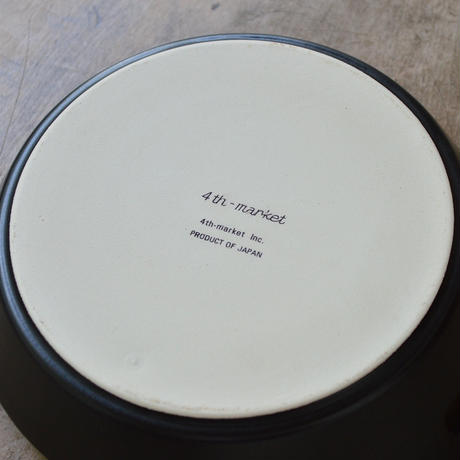 4th-market
4th-market Inc.
PRODUCT OF JAPAN